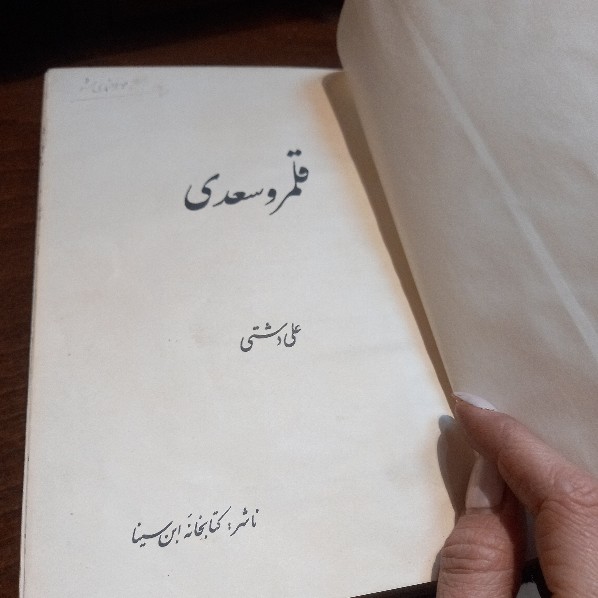 قلمرو سعدی
علی دشتی
ناشر: کتابخانهٔ ابن سینا